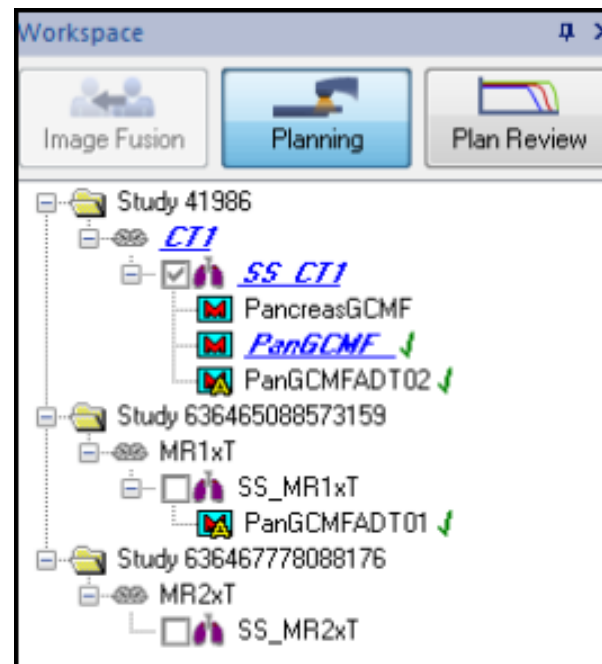 Workspace
Image Fusion Planning Plan Review
Study 41986
CT1
SS_CT1
PancreasGCMF
PanGCMF
PanGCMFADT02
Study 636465088573159
MR1xT
SS_MR1xT
PanGCMFADT01
Study 636467778088176
MR2xT
SS_MR2xT